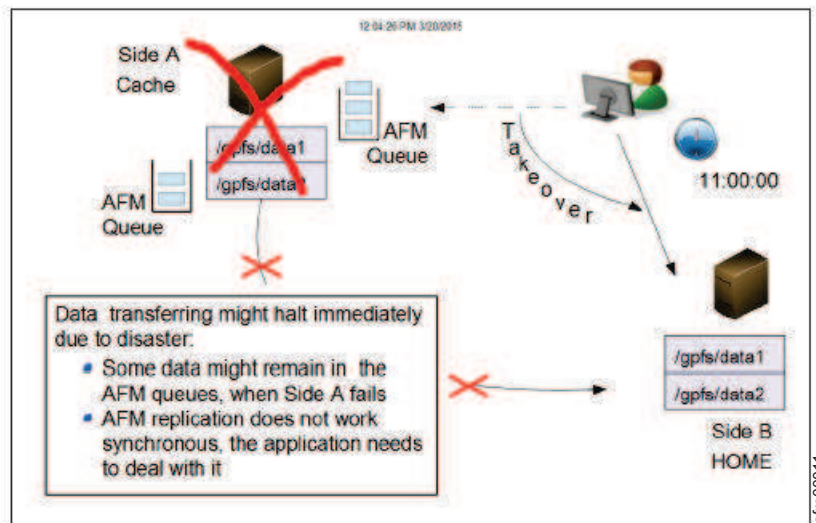 12:04:26 PM 3/20/2015
Side A
Cache
/gpfs/data1
AFM
Queue
AFM
Queue
Takeover
11:00:00
Data transferring might halt immediately
due to disaster:
Some data might remain in the
AFM queues, when Side A fails
AFM replication does not work
synchronous, the application needs
to deal with it
/gpfs/data1
/gpfs/data2
Side B
HOME